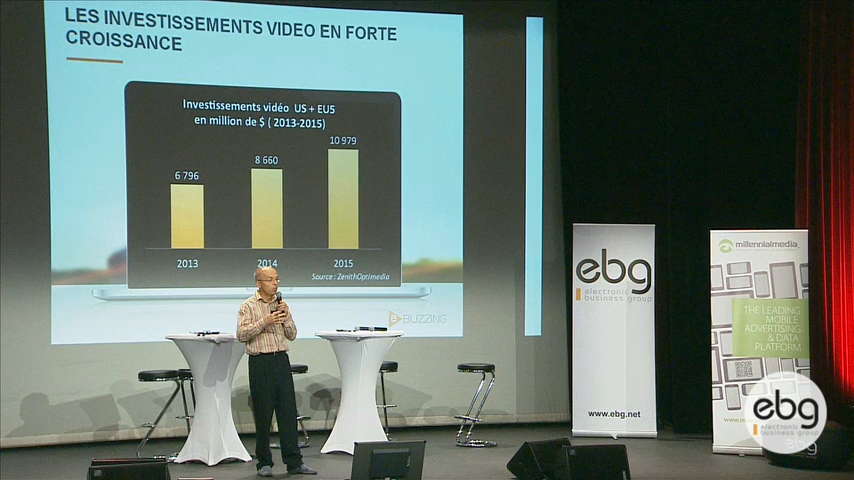 LES INVESTISSEMENTS VIDEO EN FORTE
CROISSANCE
Investissements vidéo US + EU5
en million de $ ( 2013-2015)
6 796
8 660
10 979
2013
2014
2015
Source : ZenithOptimedia
e
BUZZING
ebg
electronic
business group
www.ebg.net
millennialmedia
THE LEADING
MOBILE
ADVERTISING
& DATA
PLATFORM
ebg
electronic
business group